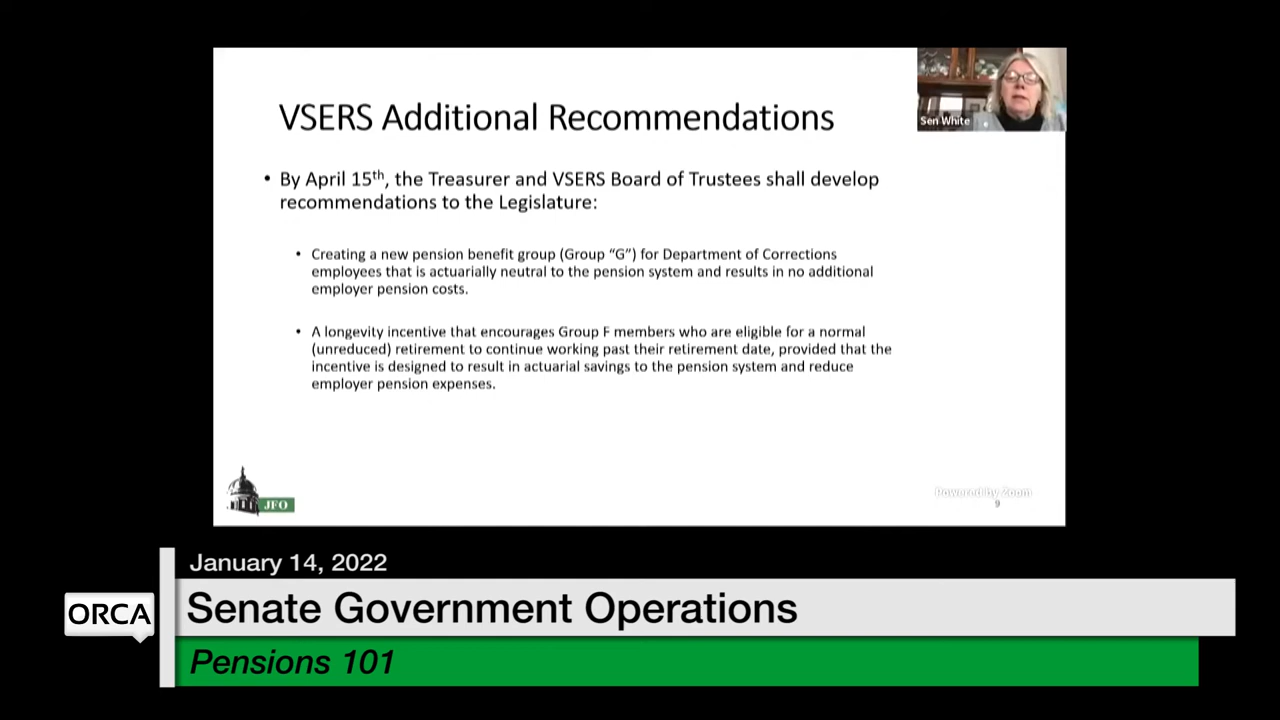 VSERS Additional Recommendations
Sen White
• By April 15th, the Treasurer and VSERS Board of Trustees shall develop
recommendations to the Legislature:
• Creating a new pension benefit group (Group “G”) for Department of Corrections
employees that is actuarially neutral to the pension system and results in no additional
employer pension costs.
• A longevity incentive that encourages Group F members who are eligible for a normal
(unreduced) retirement to continue working past their retirement date, provided that the
incentive is designed to result in actuarial savings to the pension system and reduce
employer pension expenses.
JFO
Powered by Zoom
9
January 14, 2022
ORCA
Senate Government Operations
Pensions 101